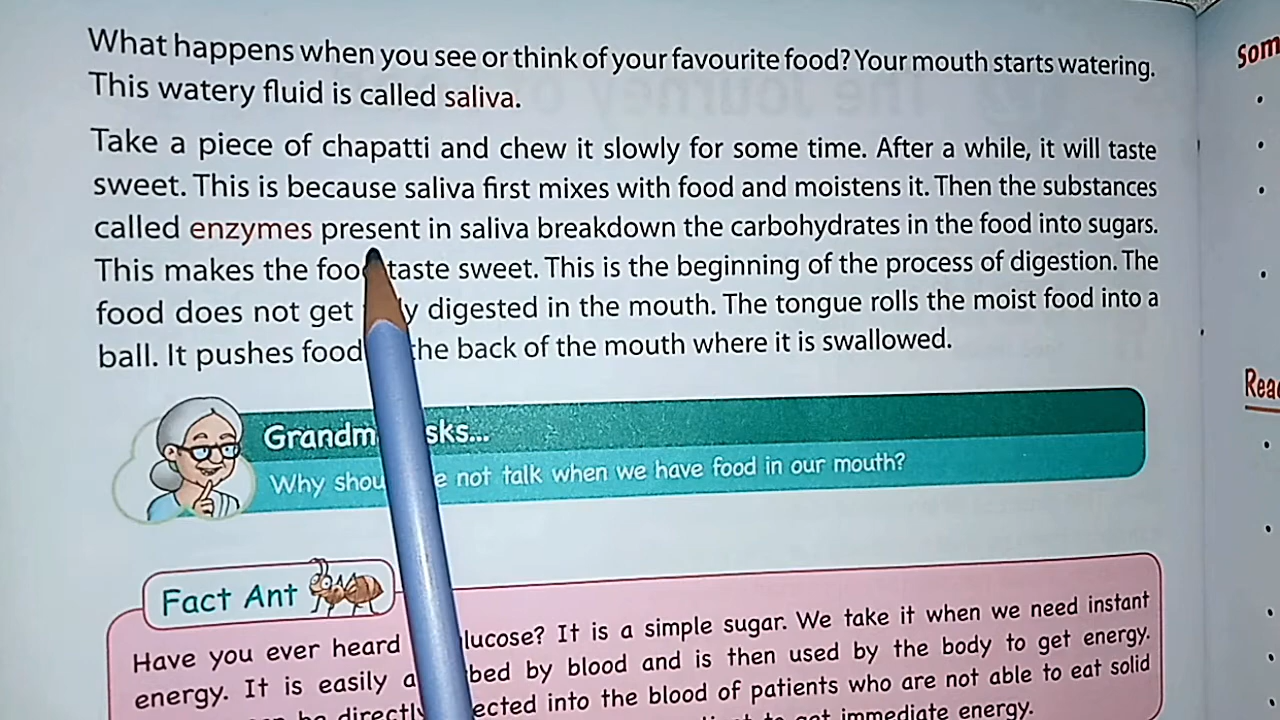 What happens when you see or think of your favourite food? Your mouth starts watering.
This watery fluid is called saliva.
Take a piece of chapatti and chew it slowly for some time. After a while, it will taste
sweet. This is because saliva first mixes with food and moistens it. Then the substances
called enzymes present in saliva breakdown the carbohydrates in the food into sugars.
This makes the foo taste sweet. This is the beginning of the process of digestion. The
food does not get y digested in the mouth. The tongue rolls the moist food into a
ball. It pushes food the back of the mouth where it is swallowed.
Grandm sks...
Why shou e not talk when we have food in our mouth?
Fact Ant
Have you ever heard lucose? It is a simple sugar. We take it when we need instant
energy. It is easily a bed by blood and is then used by the body to get energy.
be directly ected into the blood of patients who are not able to eat solid
immediate energy.
Som
Rea